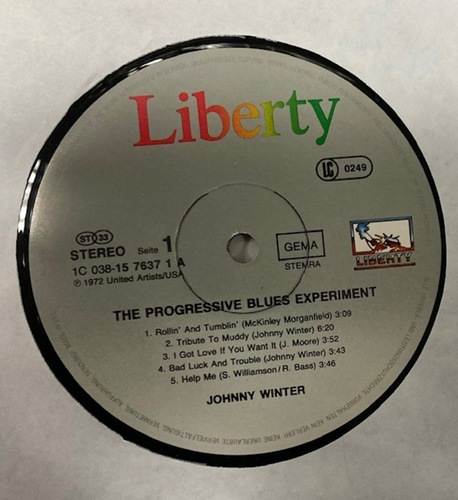 Liberty
LC 0249
ST 33
STEREO Seite 1
1C 038-15 7637 1 A
℗ 1972 United Artists/USA
GEMA
STEMRA
LIBERTY
THE PROGRESSIVE BLUES EXPERIMENT
1. Rollin' And Tumblin' (McKinley Morganfield) 3:09
2. Tribute To Muddy (Johnny Winter) 6:20
3. I Got Love If You Want It (J. Moore) 3:52
4. Bad Luck And Trouble (Johnny Winter) 3:43
5. Help Me (S. Williamson/R. Bass) 3:46
JOHNNY WINTER